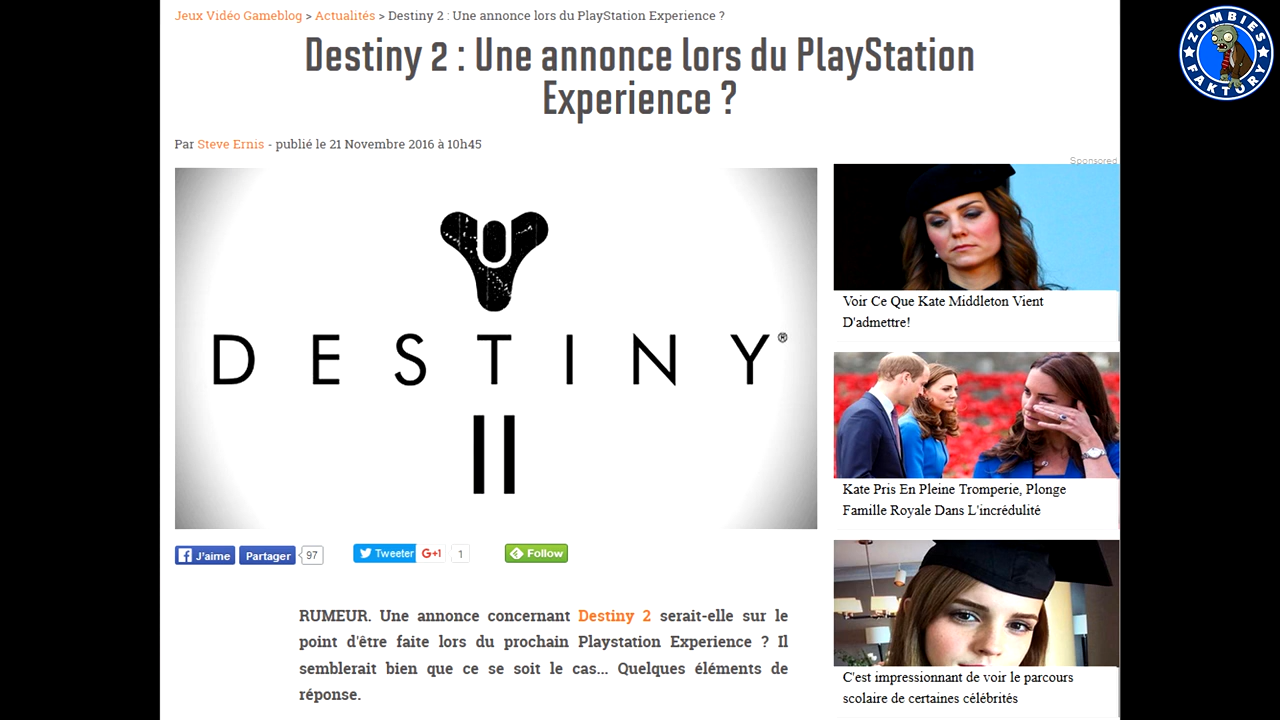 Jeux Vidéo Gameblog > Actualités > Destiny 2 : Une annonce lors du PlayStation Experience ?
Destiny 2 : Une annonce lors du PlayStation
Experience ?
Par Steve Ernis - publié le 21 Novembre 2016 à 10h45
DESTINY®
II
J'aime Partager 97 Tweeter G+1 1 Follow
RUMEUR. Une annonce concernant Destiny 2 serait-elle sur le
point d'être faite lors du prochain Playstation Experience ? Il
semblerait bien que ce se soit le cas... Quelques éléments de
réponse.
Sponsored
Voir Ce Que Kate Middleton Vient
D'admettre!
Kate Pris En Pleine Tromperie, Plonge
Famille Royale Dans L'incrédulité
C'est impressionnant de voir le parcours
scolaire de certaines célébrités
ZOMBIES
FAKTORY